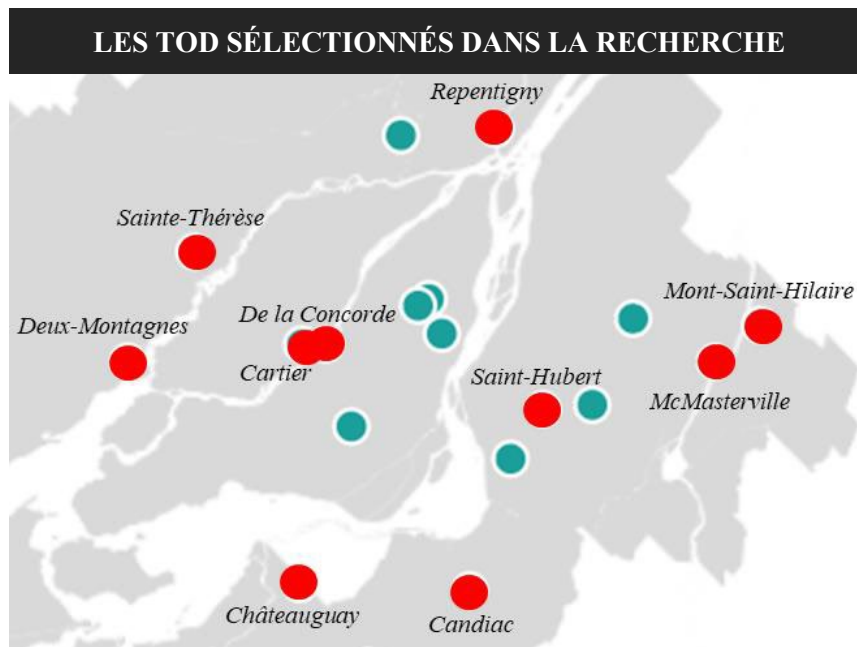 LES TOD SÉLECTIONNÉS DANS LA RECHERCHE
Repentigny
Sainte-Thérèse
Mont-Saint-Hilaire
De la Concorde
Deux-Montagnes
Cartier
Saint-Hubert
McMasterville
Châteauguay
Candiac